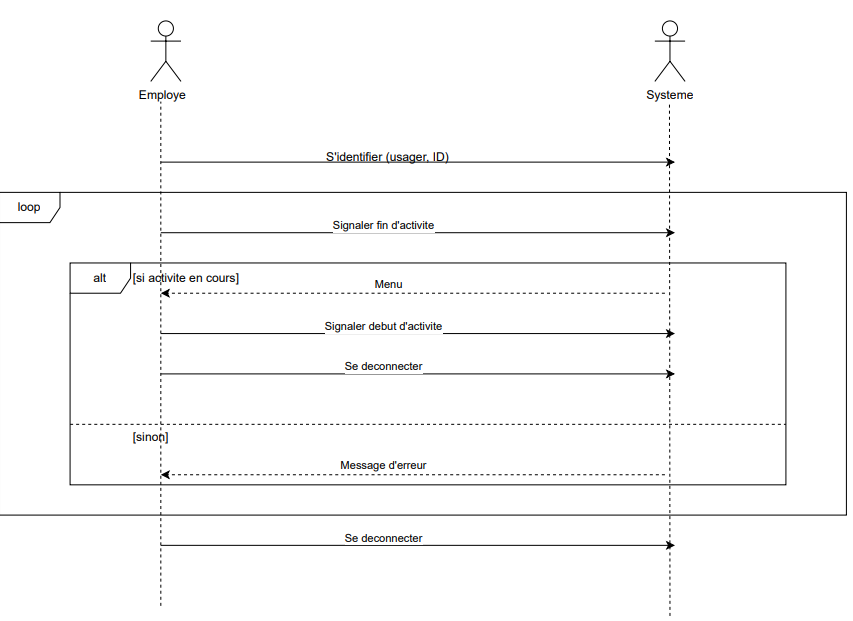 Employe
Systeme
S'identifier (usager, ID)
loop
Signaler fin d'activite
alt
[si activite en cours]
Menu
Signaler debut d'activite
Se deconnecter
[sinon]
Message d'erreur
Se deconnecter